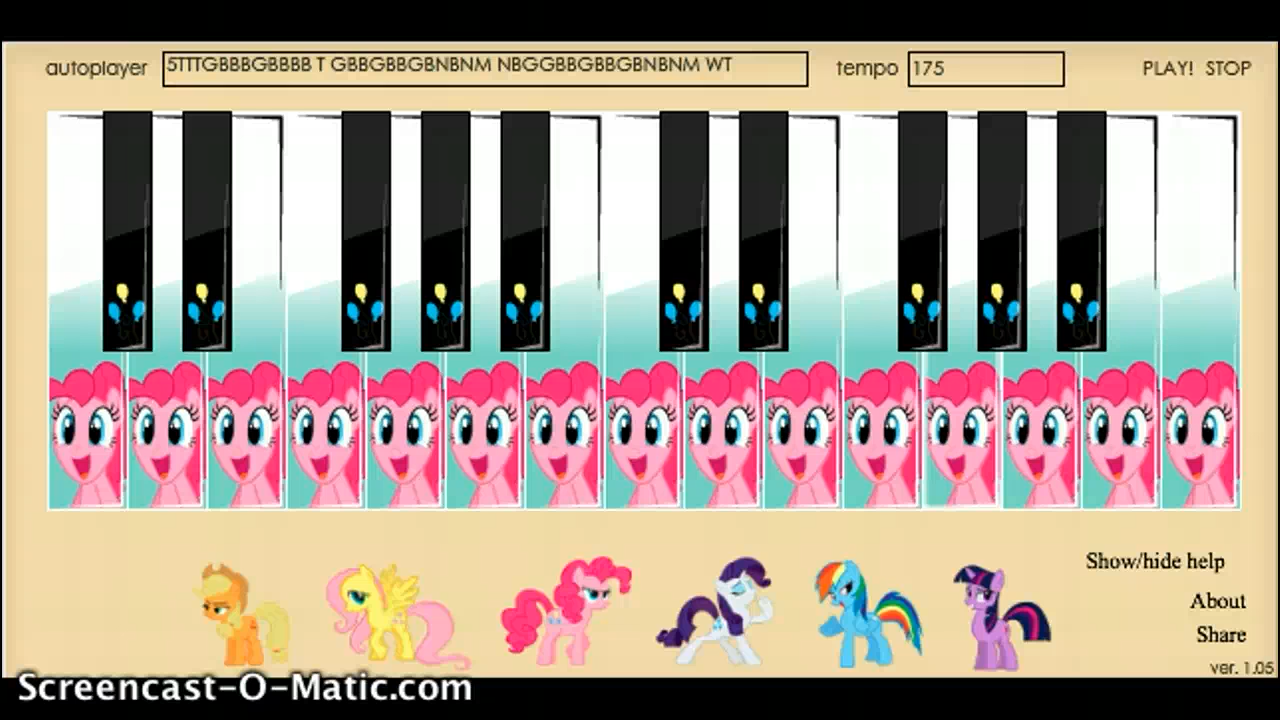 autoplayer 5TTTGBBBGBBBB T GBBGBBGBNBNM NBGGBBGBBGBNBNM WT tempo 175 PLAY! STOP
Show/hide help
About
Share
ver. 1.05
Screencast-O-Matic.com